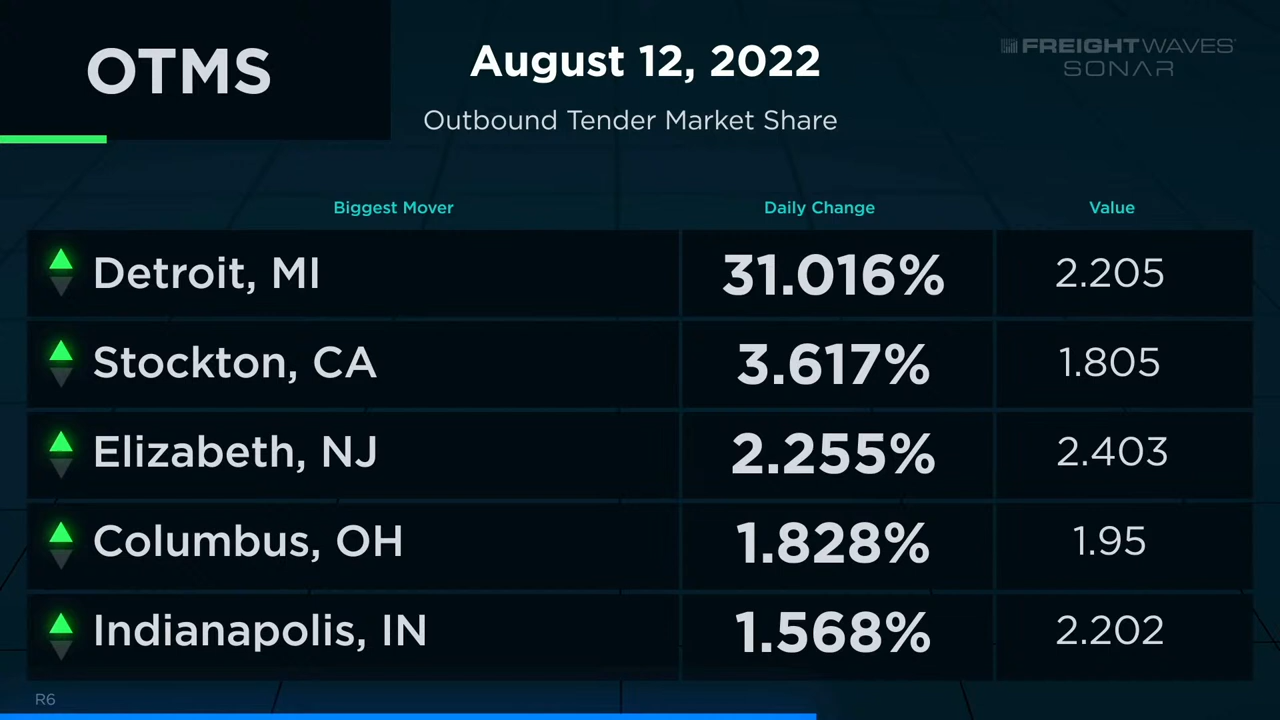 OTMS
August 12, 2022
Outbound Tender Market Share
FREIGHTWAVES
SONAR
Biggest Mover Daily Change Value
Detroit, MI 31.016% 2.205
Stockton, CA 3.617% 1.805
Elizabeth, NJ 2.255% 2.403
Columbus, OH 1.828% 1.95
Indianapolis, IN 1.568% 2.202
R6